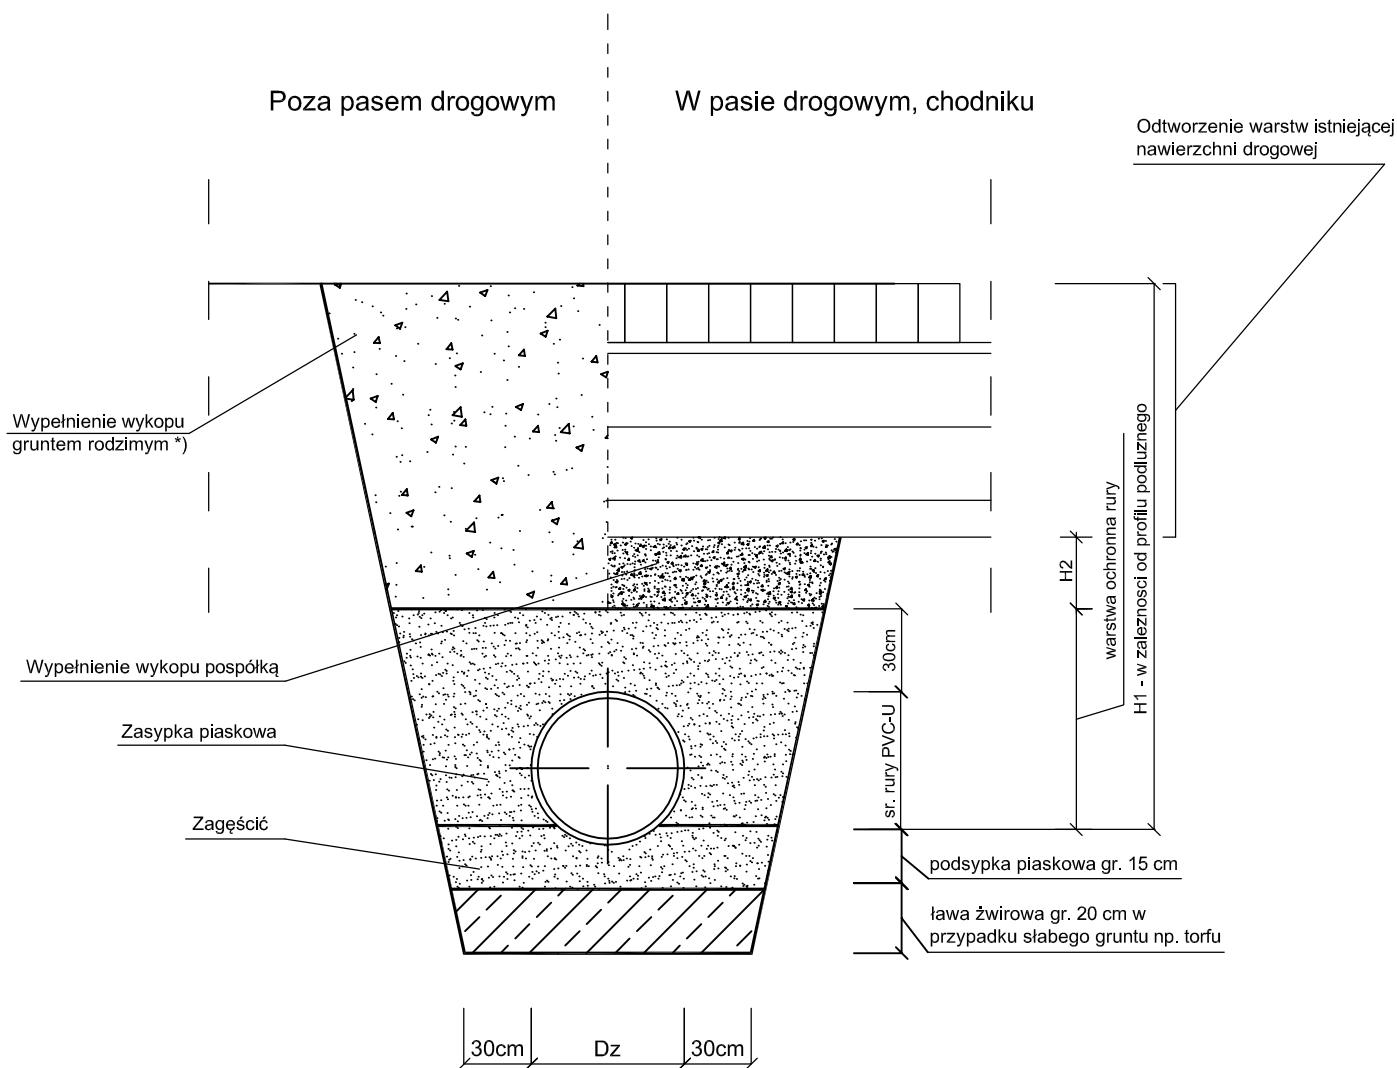 Poza pasem drogowym
W pasie drogowym, chodniku
Odtworzenie warstw istniejącej
nawierzchni drogowej
Wypełnienie wykopu
gruntem rodzimym *)
Wypełnienie wykopu pospółką
Zasypka piaskowa
Zagęścić
30cm
sr. rury PVC-U
H2
warstwa ochronna rury
H1 - w zaleznosci od profilu podluznego
podsypka piaskowa gr. 15 cm
ława żwirowa gr. 20 cm w
przypadku słabego gruntu np. torfu
30cm
Dz
30cm